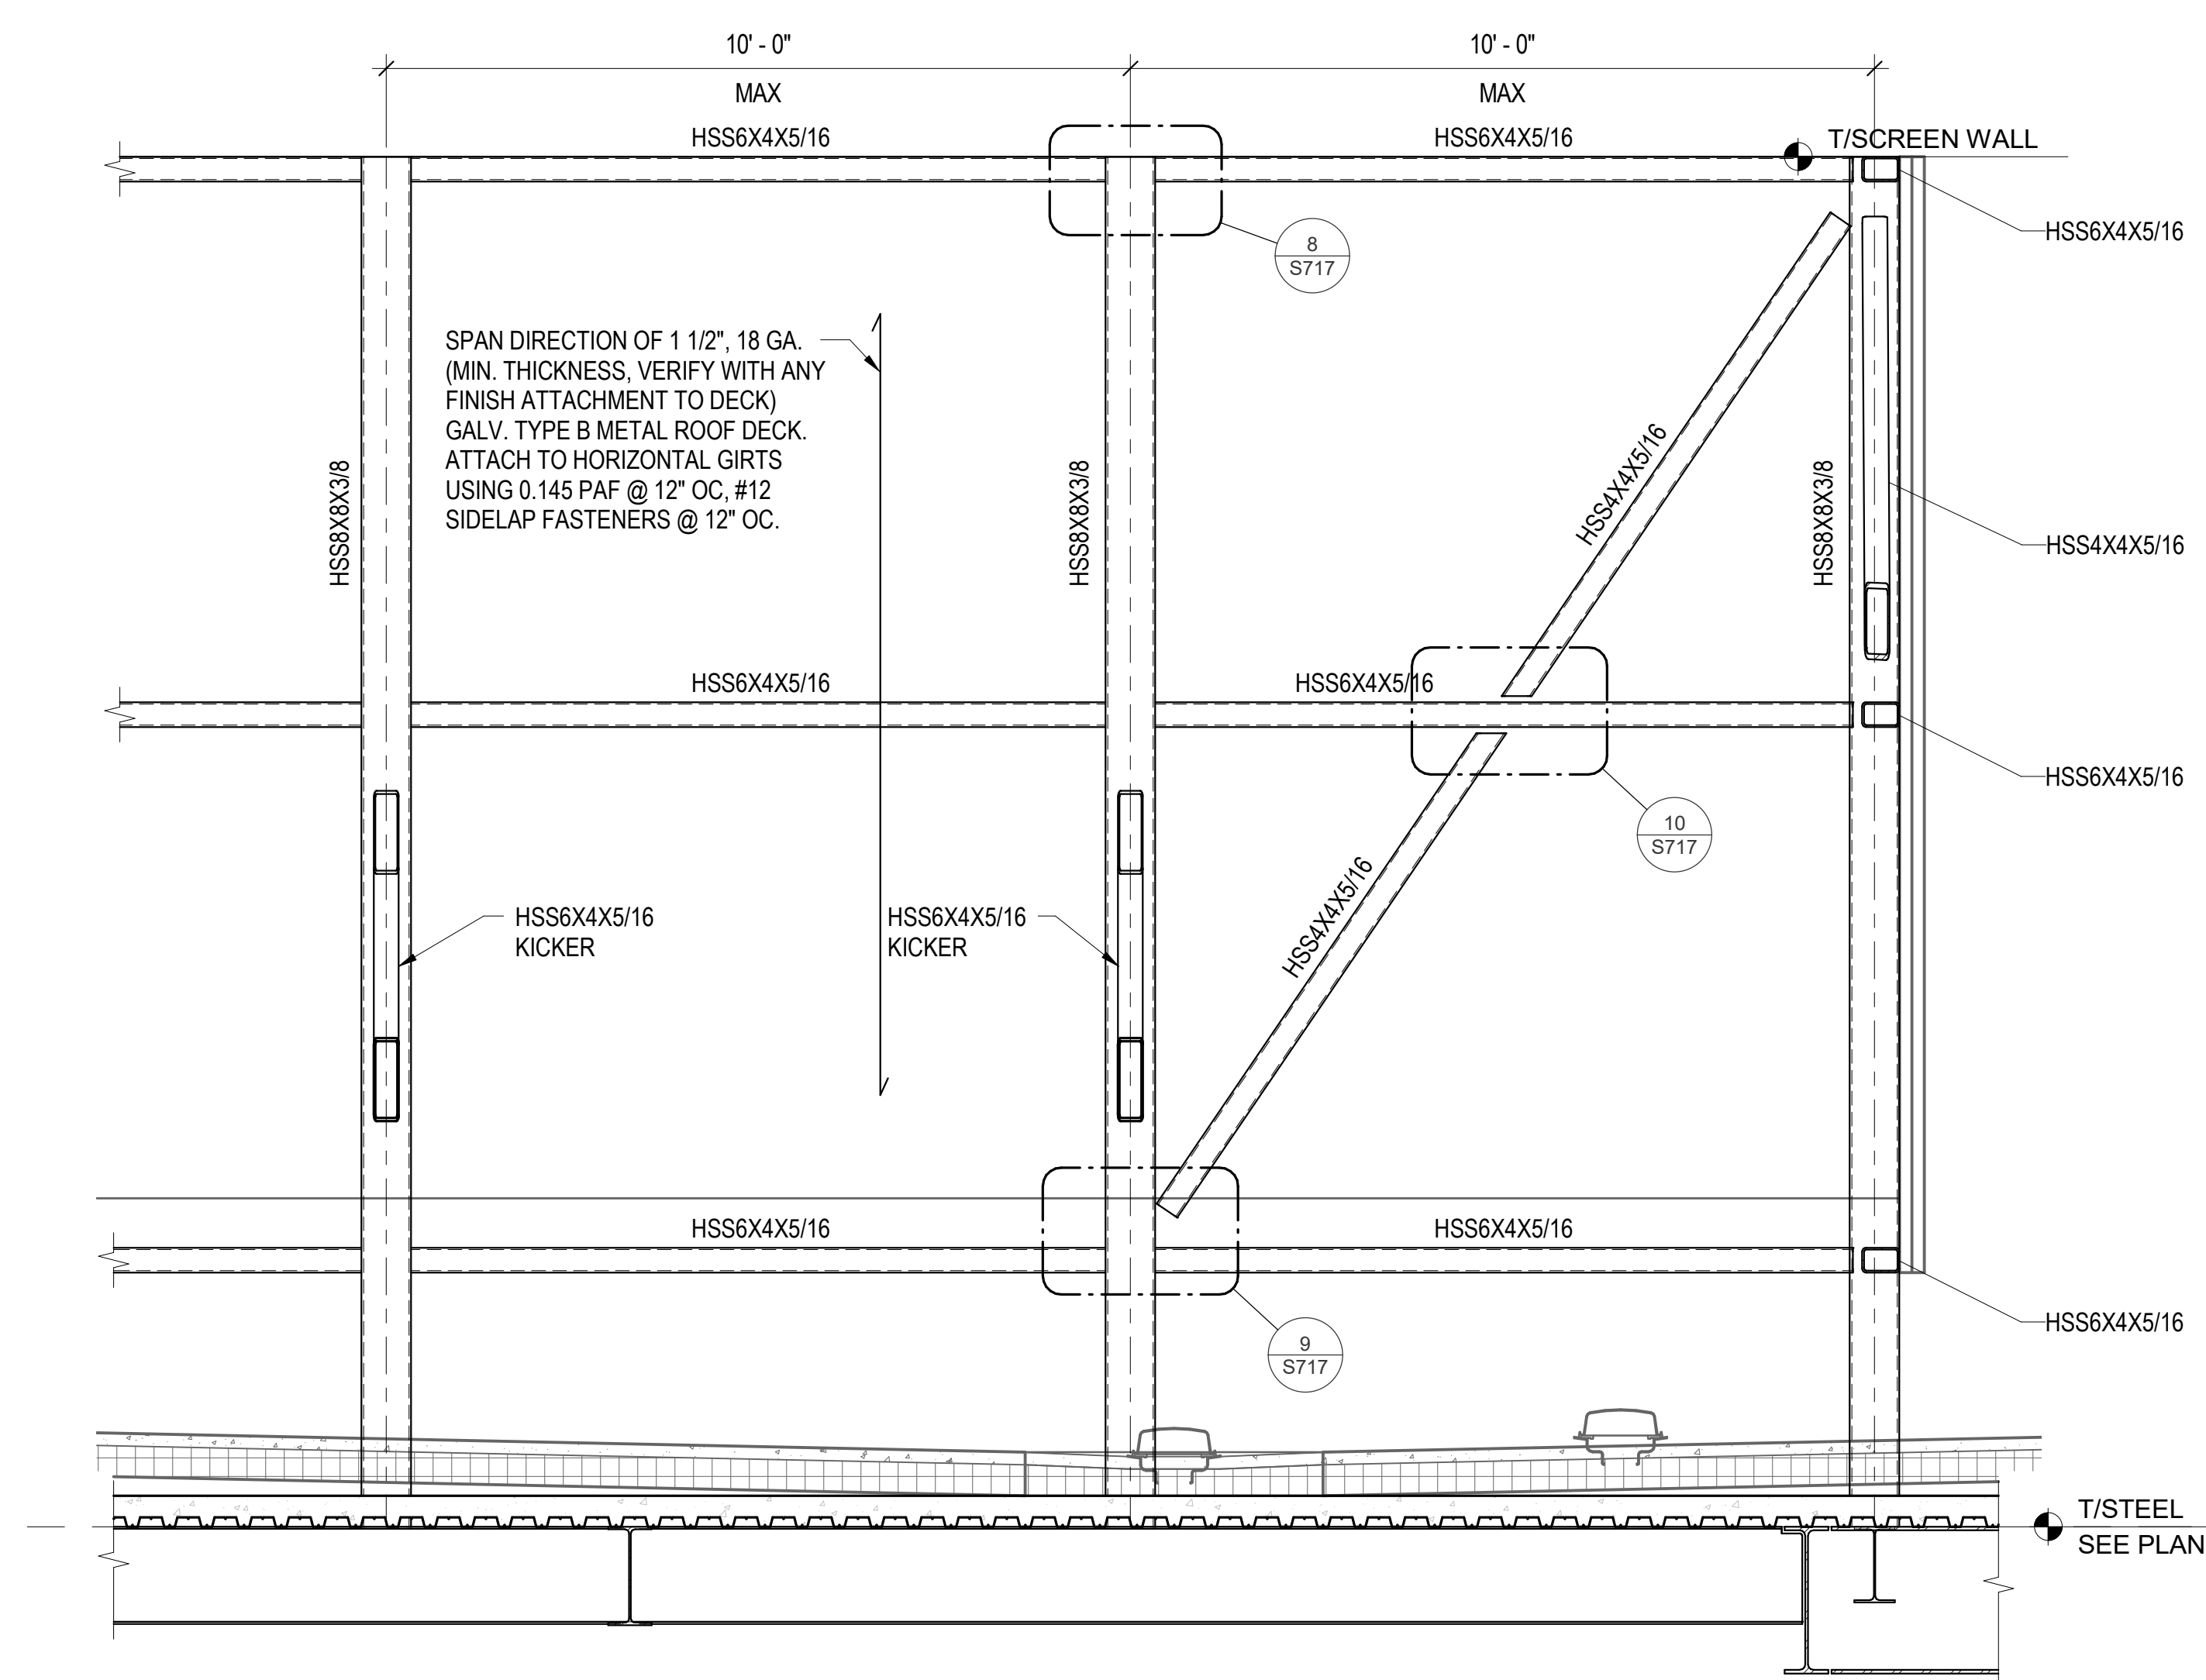 10' - 0"
10' - 0"
MAX
MAX
HSS6X4X5/16
HSS6X4X5/16
T/SCREEN WALL
HSS6X4X5/16
8
S717
SPAN DIRECTION OF 1 1/2", 18 GA.
(MIN. THICKNESS, VERIFY WITH ANY
FINISH ATTACHMENT TO DECK)
GALV. TYPE B METAL ROOF DECK.
ATTACH TO HORIZONTAL GIRTS
USING 0.145 PAF @ 12" OC, #12
SIDELAP FASTENERS @ 12" OC.
HSS8X8X3/8
HSS8X8X3/8
HSS4X4X5/16
HSS8X8X3/8
HSS4X4X5/16
HSS6X4X5/16
HSS6X4X5/16
HSS6X4X5/16
10
S717
HSS6X4X5/16
KICKER
HSS6X4X5/16
KICKER
HSS4X4X5/16
HSS6X4X5/16
HSS6X4X5/16
HSS6X4X5/16
9
S717
T/STEEL
SEE PLAN